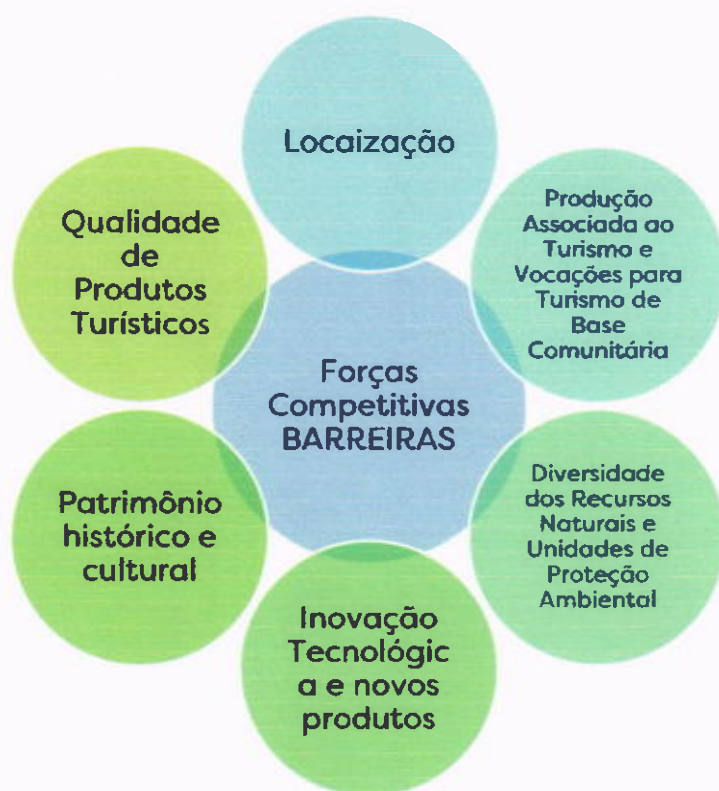 Locaização
Produção
Associada ao
Turismo e
Vocações para
Turismo de
Base
Comunitária
Diversidade
dos Recursos
Naturais e
Unidades de
Proteção
Ambiental
Inovação
Tecnológic
a e novos
produtos
Patrimônio
histórico e
cultural
Qualidade
de
Produtos
Turísticos
Forças
Competitivas
BARREIRAS